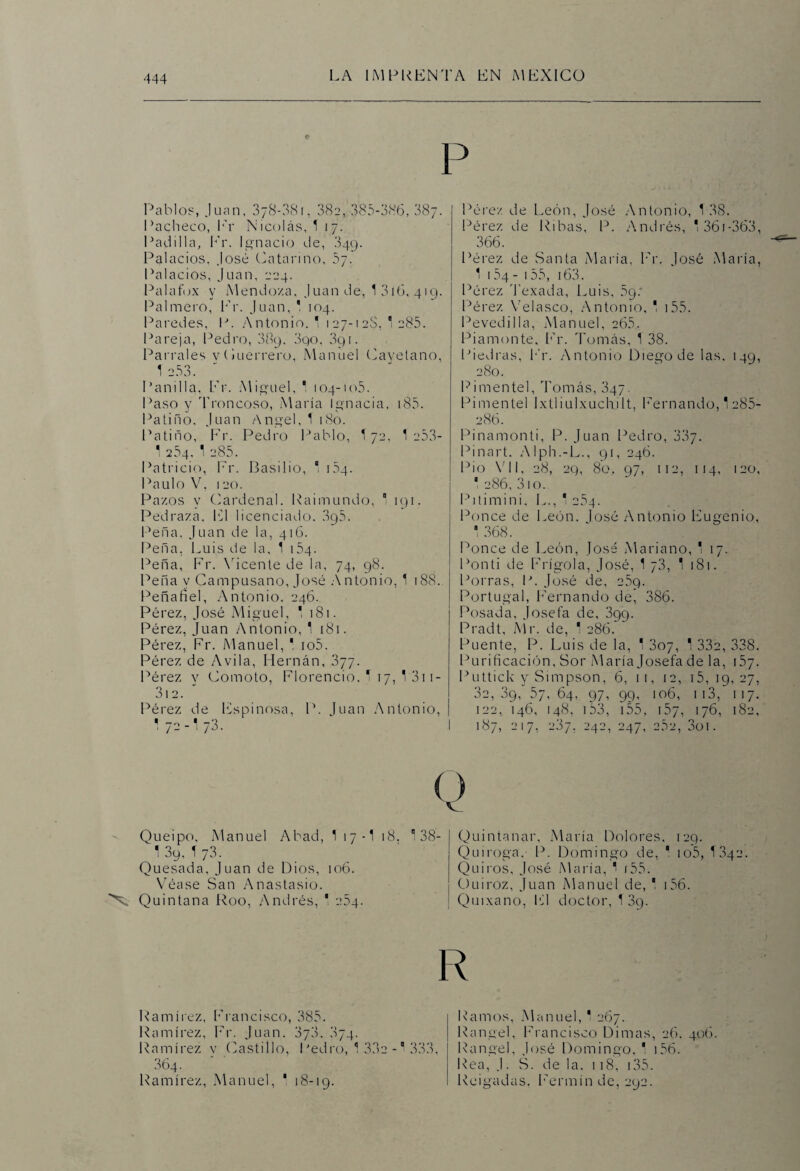 444
LA IMPRENTA EN MEXICO
P
Pablos, Juan, 378-381, 382, 385-386, 387.
Pacheco, Fr Nicolás, ¶ 17.
Padilla, Fr. Ignacio de, 349.
Palacios, José Catarino, 57.
Palacios, Juan, 224.
Palafox y Mendoza, Juan de, ¶ 316, 419.
Palmero, Fr. Juan, ¶ 104.
Paredes, P. Antonio, ¶ 127-128, ¶ 285.
Pareja, Pedro, 389, 390, 391.
Parrales y Guerrero, Manuel Cayetano,
¶ 253.
Panilla, Fr. Miguel, ¶ 104-105.
Paso y Troncoso, María Ignacia, 185.
Patiño, Juan Angel, ¶ 180.
Patiño, Fr. Pedro Pablo, ¶ 72, ¶ 253-
¶ 254, ¶ 285.
Patricio, Fr. Basilio, ¶ 154.
Paulo V, 120.
Pazos y Cardenal, Raimundo, ¶ 191.
Pedraza, El licenciado, 395.
Peña, Juan de la, 416.
Peña, Luis de la, ¶ 154.
Peña, Fr. Vicente de la, 74, 98.
Peña y Campusano, José Antonio, ¶ 188.
Peñafiel, Antonio, 246.
Pérez, José Miguel, ¶ 181.
Pérez, Juan Antonio, ¶ 181.
Pérez, Fr. Manuel, ¶ 105.
Pérez de Avila, Hernán, 377.
Pérez y Comoto, Florencio, ¶ 17, ¶ 311-
312.
Pérez de Espinosa, P. Juan Antonio,
¶ 72 - ¶ 73.
Pérez de León, José Antonio, ¶ 38.
Pérez de Ribas, P. Andrés, ¶ 361-363,
366.
Pérez de Santa María, Fr. José María,
¶ 154 - 155, 163.
Pérez Texada, Luis, 59.
Pérez Velasco, Antonio, ¶ 155.
Pevedilla, Manuel, 265.
Piamonte, Fr. Tomás, ¶ 38.
Piedras, Fr. Antonio Diego de las, 149,
280.
Pimentel, Tomás, 347.
Pimentel Ixtliulxuchilt, Fernando, ¶ 285-
286.
Pinamonti, P. Juan Pedro, 337.
Pinart, Alph.-L., 91, 246.
Pio VII, 28, 29, 80, 97, 112, 114, 120,
¶ 286, 310.
Pitimini, L., ¶ 254.
Ponce de León, José Antonio Eugenio,
¶ 368.
Ponce de León, José Mariano, ¶ 17.
Ponti de Frígola, José, ¶ 73, ¶ 181.
Porras, P. José de, 259.
Portugal, Fernando de, 386.
Posada, Josefa de, 399.
Pradt, Mr. de, ¶ 286.
Puente, P. Luis de la, ¶ 307, ¶ 332, 338.
Purificación, Sor María Josefa de la, 157.
Puttick y Simpson, 6, 11, 12, 15, 19, 27,
32, 39, 57, 64, 97, 99, 106, 113, 117,
122, 146, 148, 153, 155, 157, 176, 182,
187, 217, 237, 242, 247, 252, 301.
Q
Queipo, Manuel Abad, ¶ 17 - ¶ 18, ¶ 38-
¶ 39, ¶ 73.
Quesada, Juan de Dios, 106.
Véase San Anastasio.
Quintana Roo, Andrés, ¶ 254.
Quintanar, María Dolores, 129.
Quiroga, P. Domingo de, ¶ 105, ¶ 342.
Quiros, José María, ¶ 155.
Quiroz, Juan Manuel de, ¶ 156.
Quixano, El doctor, ¶ 39.
R
Ramírez, Francisco, 385.
Ramírez, Fr. Juan, 373, 374.
Ramírez y Castillo, Pedro, ¶ 332 - ¶ 333,
364.
Ramírez, Manuel, ¶ 18-19.
Ramos, Manuel, ¶ 267.
Rangel, Francisco Dimas, 26, 406.
Rangel, José Domingo, ¶ 156.
Rea, J. S. de la, 118, 135.
Reigadas, Fermín de, 292.